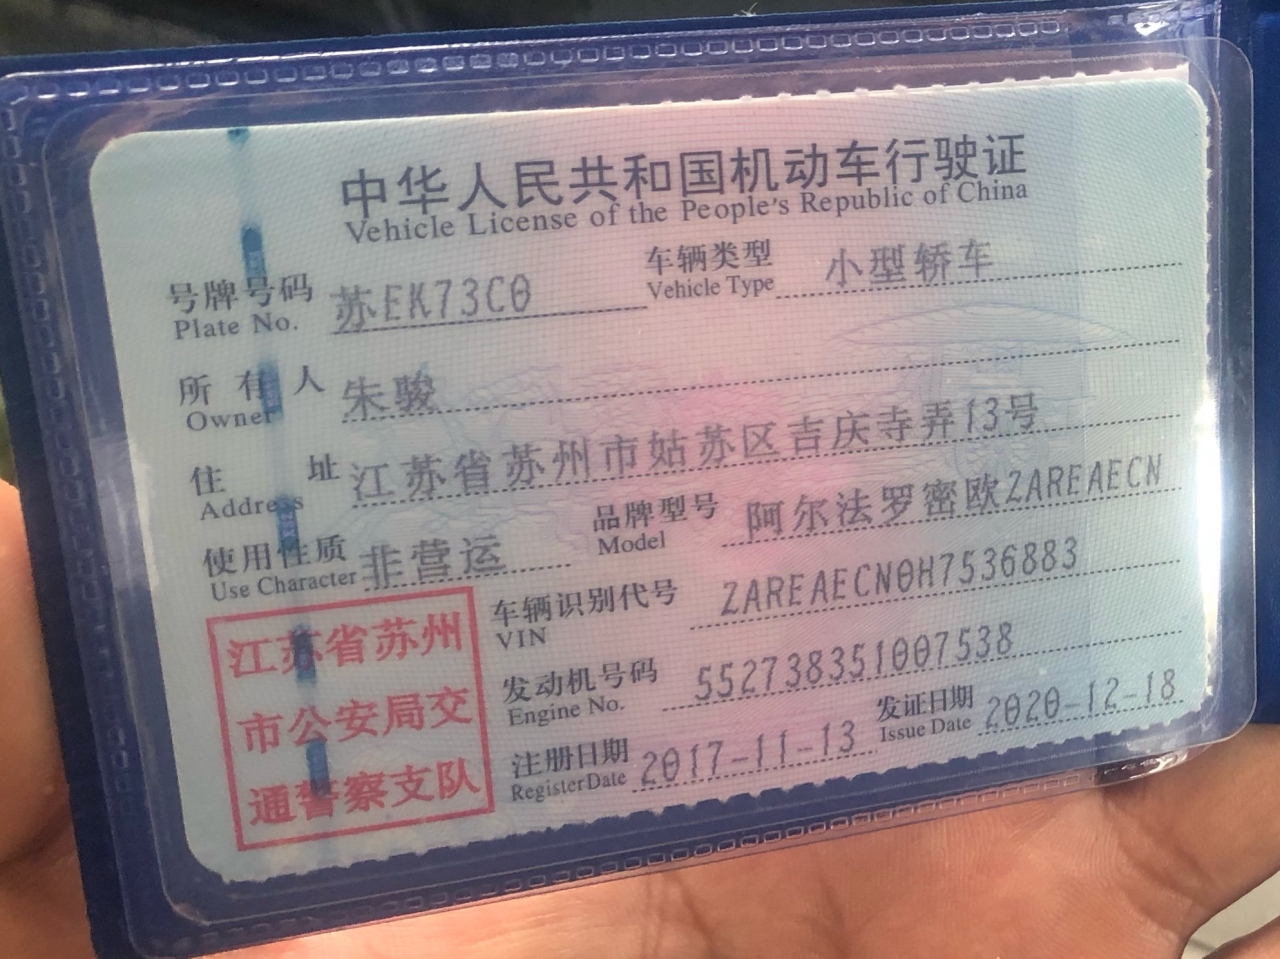 中华人民共和国机动车行驶证
Vehicle License of the People's Republic of China
号牌号码 苏EK73C0 车辆类型 小型轿车
Plate No. Vehicle Type
所有人 朱骏
Owner
住址 江苏省苏州市姑苏区吉庆寺弄13号
Address
使用性质 非营运 品牌型号 阿尔法罗密欧ZAREAECN
Use Character Model
车辆识别代号 ZAREAECN0H7536883
VIN
发动机号码 552738351007538
Engine No.
注册日期 2017-11-13 发证日期 2020-12-18
RegisterDate Issue Date
江苏省苏州
市公安局交
通警察支队